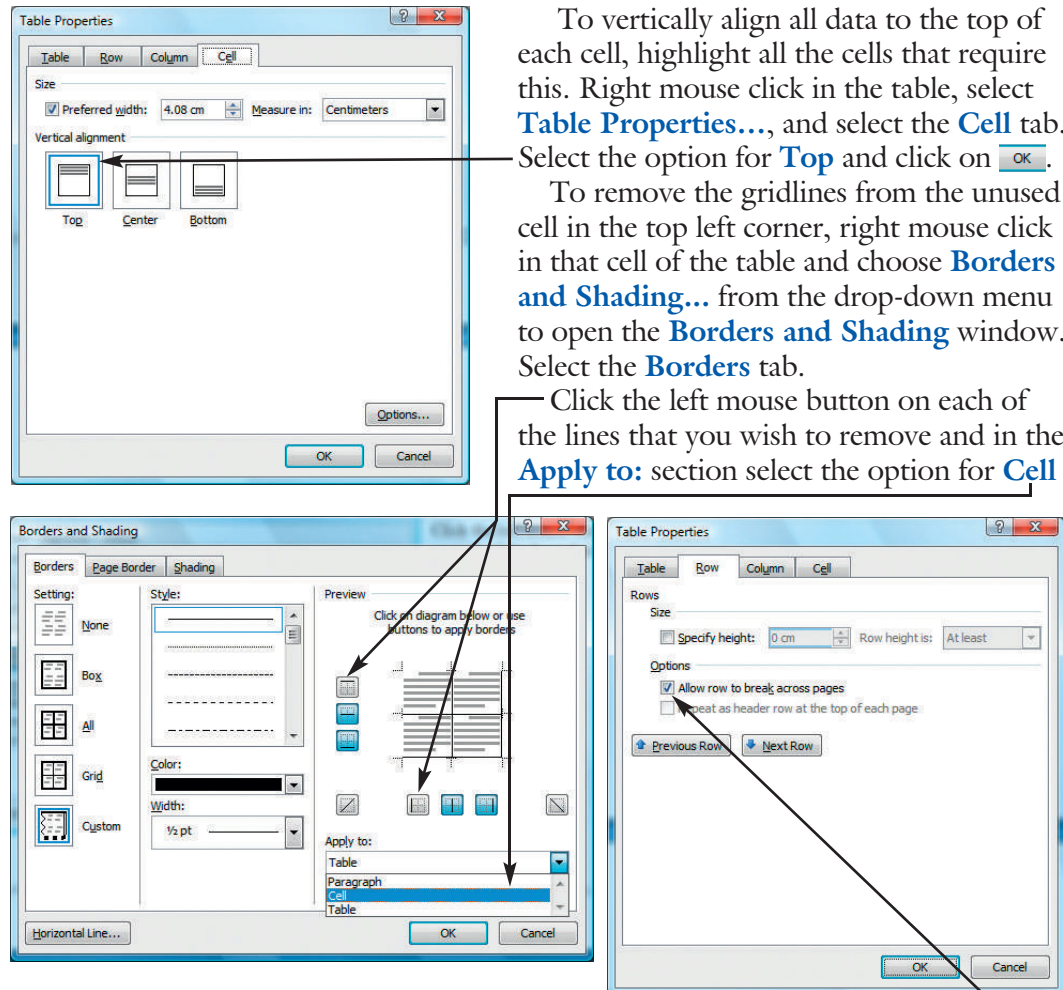 Table Properties
Table Row Column Cell
Size
Preferred width: 4.08 cm Measure in: Centimeters
Vertical alignment
Top Center Bottom
Options...
OK Cancel
To vertically align all data to the top of
each cell, highlight all the cells that require
this. Right mouse click in the table, select
Table Properties..., and select the Cell tab.
Select the option for Top and click on OK.
To remove the gridlines from the unused
cell in the top left corner, right mouse click
in that cell of the table and choose Borders
and Shading... from the drop-down menu
to open the Borders and Shading window.
Select the Borders tab.
Click the left mouse button on each of
the lines that you wish to remove and in the
Apply to: section select the option for Cell
Borders and Shading
Borders Page Border Shading
Setting:
None
Box
All
Grid
Custom
Style:
Color:
Width:
½ pt
Preview
Click on diagram below or use
buttons to apply borders
Apply to:
Table
Paragraph
Cell
Table
Horizontal Line...
OK Cancel
Table Properties
Table Row Column Cell
Rows
Size
Specify height: 0 cm Row height is: At least
Options
Allow row to break across pages
Repeat as header row at the top of each page
Previous Row Next Row
OK Cancel